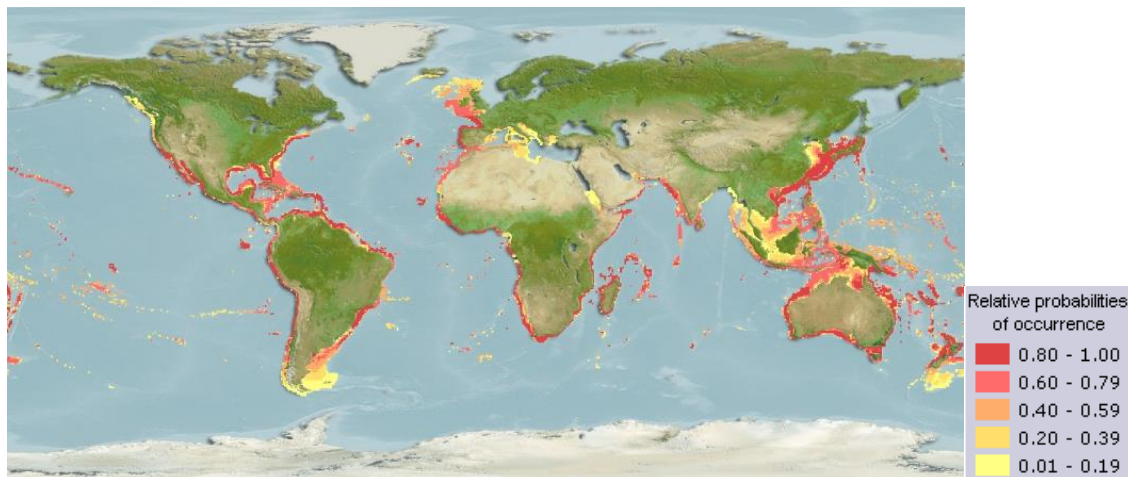 Relative probabilities
of occurrence
0.80 - 1.00
0.60 - 0.79
0.40 - 0.59
0.20 - 0.39
0.01 - 0.19